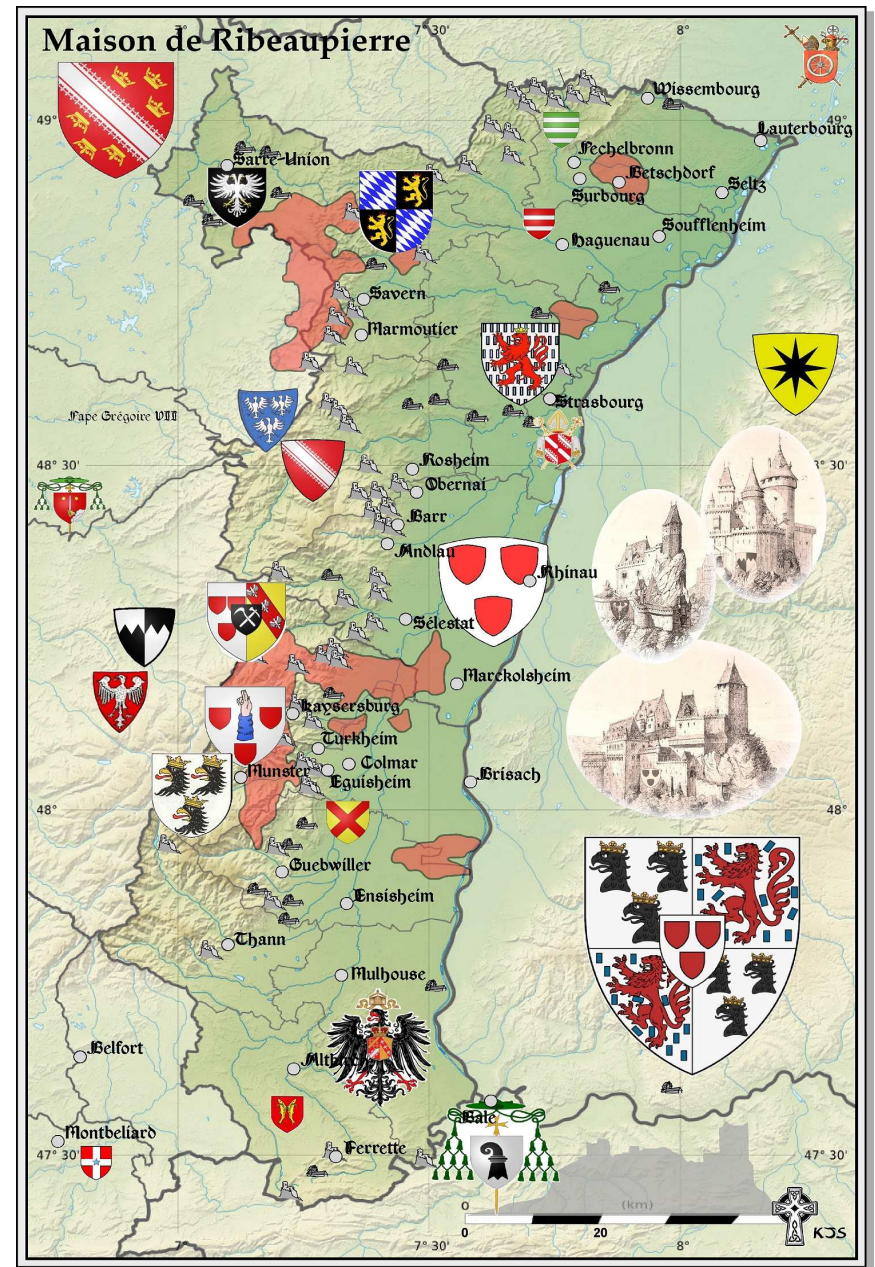 Maison de Ribeaupierre
7°
7° 30'
8°
49°
49°
Wissembourg
Lauterbourg
Sarre-Union
Pechelbronn
Betschdorf
Seltz
Surbourg
Soufflenheim
Haguenau
Savern
Marmoutier
Strasbourg
Pape Grégoire VIII
48° 30'
8° 30'
Rosheim
Obernai
Barr
Andlau
Rhinau
Sélestat
Marckolsheim
Kaysersburg
Turkheim
Colmar
Munster
Eguisheim
Brisach
48°
48°
Guebwiller
Ensisheim
Thann
Mulhouse
Belfort
Altkirch
Bale
Montbeliard
Ferrette
47° 30'
47° 30'
(km)
0
0
20
KJS
7°
7° 30'
8°